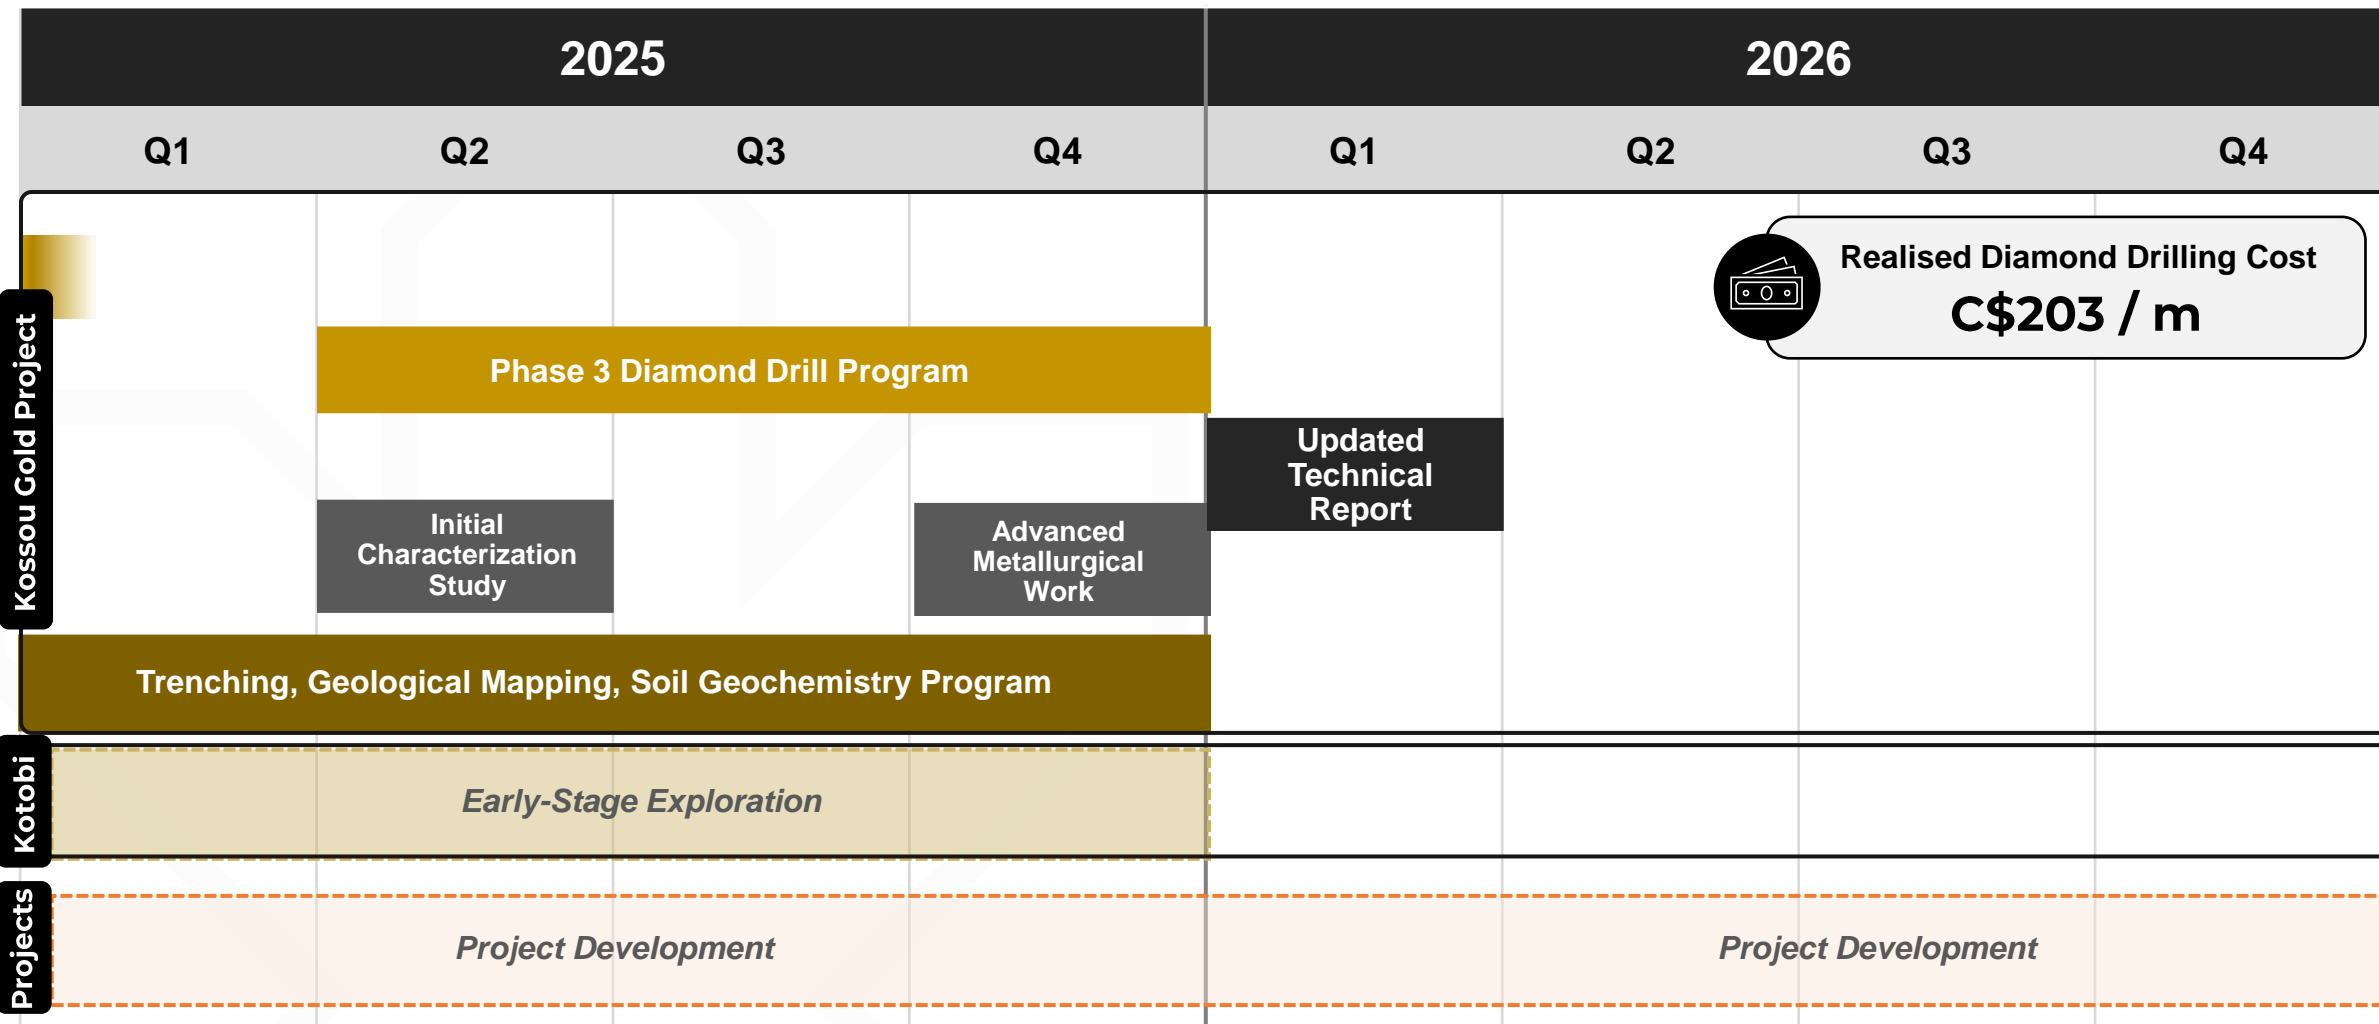 2025
2026
Q1
Q2
Q3
Q4
Q1
Q2
Q3
Q4
Kossou Gold Project
Realised Diamond Drilling Cost
C$203 / m
Phase 3 Diamond Drill Program
Updated
Technical
Report
Initial
Characterization
Study
Advanced
Metallurgical
Work
Trenching, Geological Mapping, Soil Geochemistry Program
Kotobi
Early-Stage Exploration
Projects
Project Development
Project Development